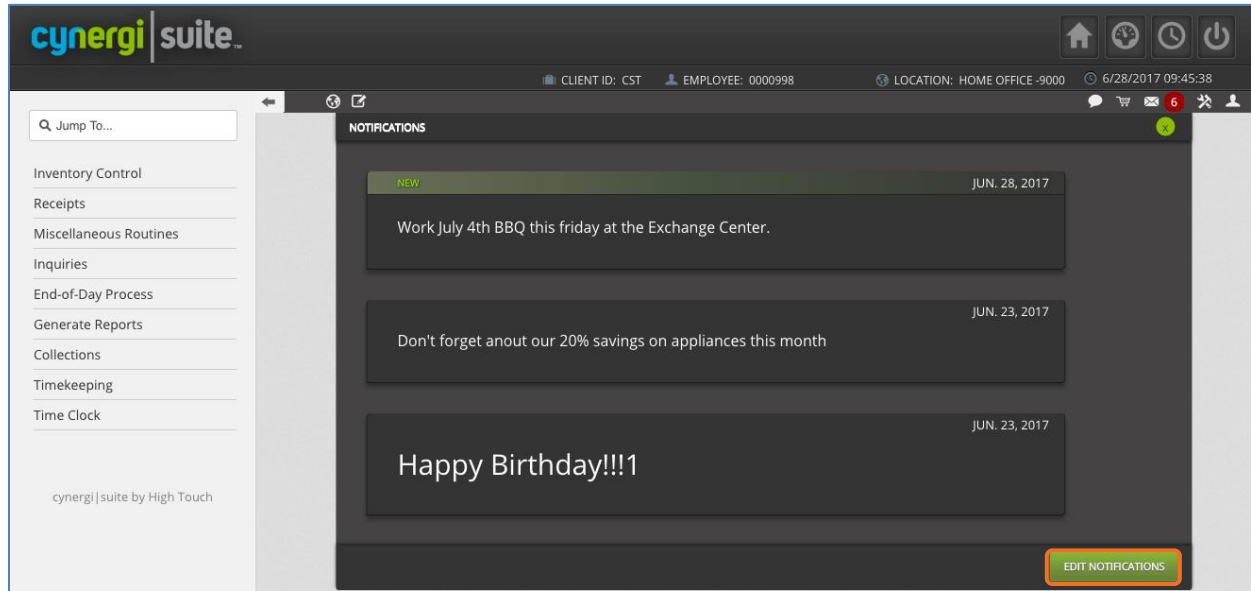 cynergi|suite™
CLIENT ID: CST EMPLOYEE: 0000998 LOCATION: HOME OFFICE -9000 6/28/2017 09:45:38
6
Jump To...
NOTIFICATIONS x
Inventory Control
Receipts
Miscellaneous Routines
Inquiries
End-of-Day Process
Generate Reports
Collections
Timekeeping
Time Clock
cynergi|suite by High Touch
NEW JUN. 28, 2017
Work July 4th BBQ this friday at the Exchange Center.
JUN. 23, 2017
Don't forget anout our 20% savings on appliances this month
JUN. 23, 2017
Happy Birthday!!!1
EDIT NOTIFICATIONS